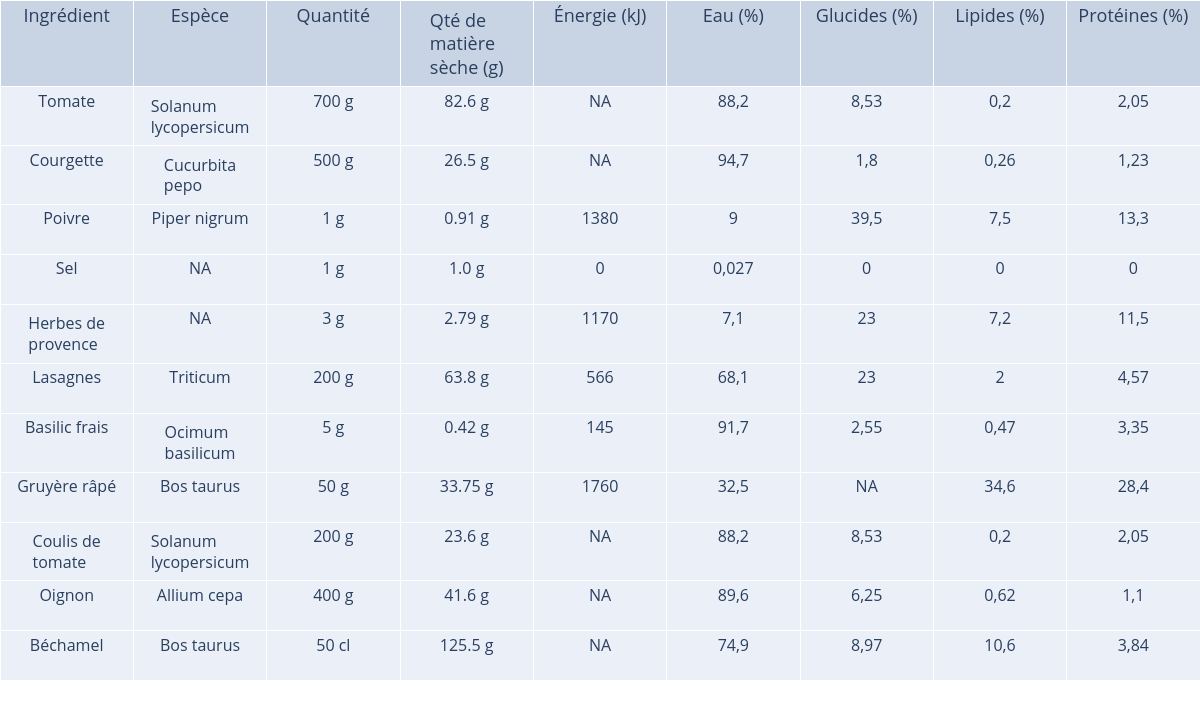 Ingrédient Espèce Quantité Qté de matière sèche (g) Énergie (kJ) Eau (%) Glucides (%) Lipides (%) Protéines (%)
Tomate Solanum lycopersicum 700 g 82.6 g NA 88,2 8,53 0,2 2,05
Courgette Cucurbita pepo 500 g 26.5 g NA 94,7 1,8 0,26 1,23
Poivre Piper nigrum 1 g 0.91 g 1380 9 39,5 7,5 13,3
Sel NA 1 g 1.0 g 0 0,027 0 0 0
Herbes de provence NA 3 g 2.79 g 1170 7,1 23 7,2 11,5
Lasagnes Triticum 200 g 63.8 g 566 68,1 23 2 4,57
Basilic frais Ocimum basilicum 5 g 0.42 g 145 91,7 2,55 0,47 3,35
Gruyère râpé Bos taurus 50 g 33.75 g 1760 32,5 NA 34,6 28,4
Coulis de tomate Solanum lycopersicum 200 g 23.6 g NA 88,2 8,53 0,2 2,05
Oignon Allium cepa 400 g 41.6 g NA 89,6 6,25 0,62 1,1
Béchamel Bos taurus 50 cl 125.5 g NA 74,9 8,97 10,6 3,84